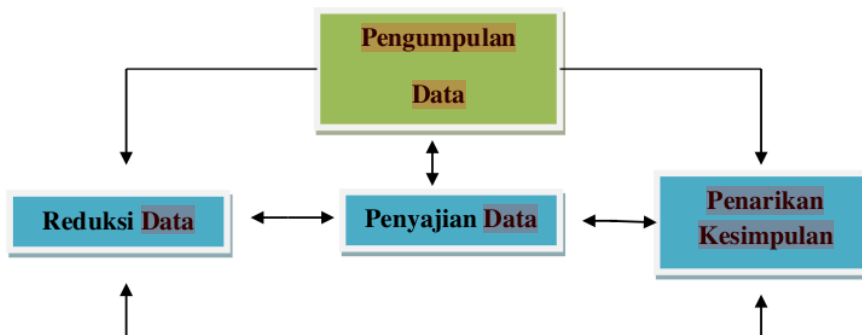 Pengumpulan
Data
Reduksi Data
Penyajian Data
Penarikan
Kesimpulan